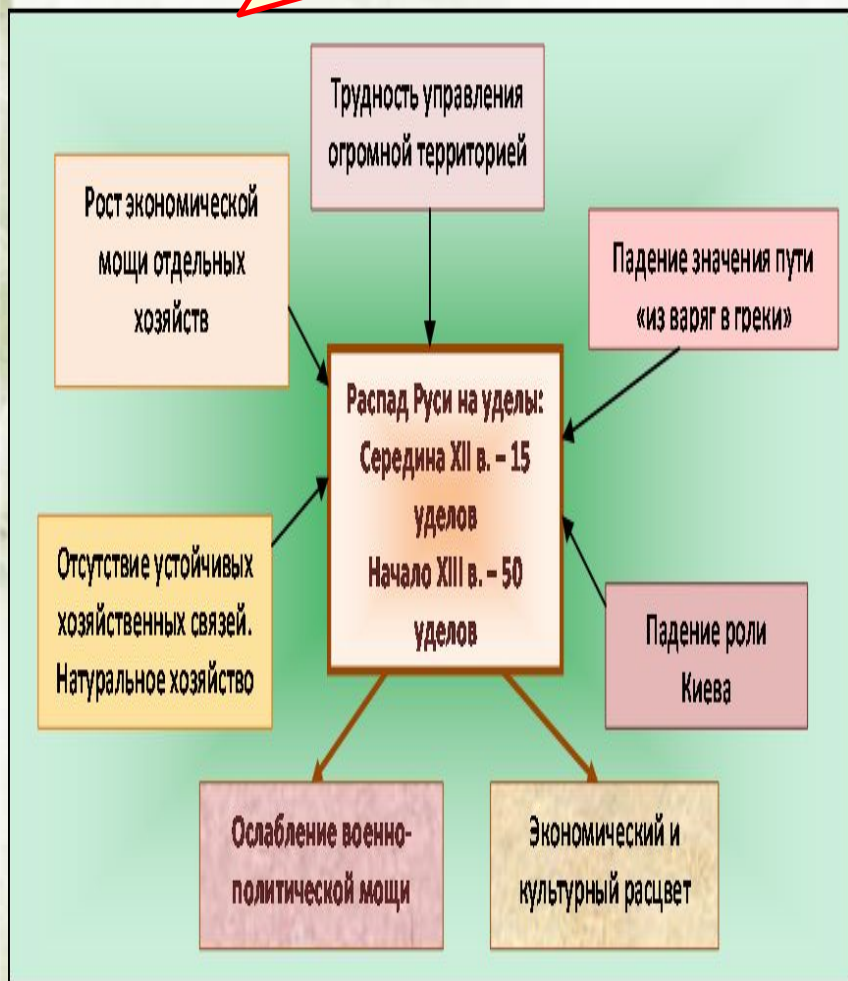 Трудность управления
огромной территорией
Рост экономической
мощи отдельных
хозяйств
Падение значения пути
«из варяг в греки»
Распад Руси на уделы:
Середина XII в. – 15
уделов
Начало XIII в. – 50
уделов
Отсутствие устойчивых
хозяйственных связей.
Натуральное хозяйство
Падение роли
Киева
Ослабление военно-
политической мощи
Экономический и
культурный расцвет